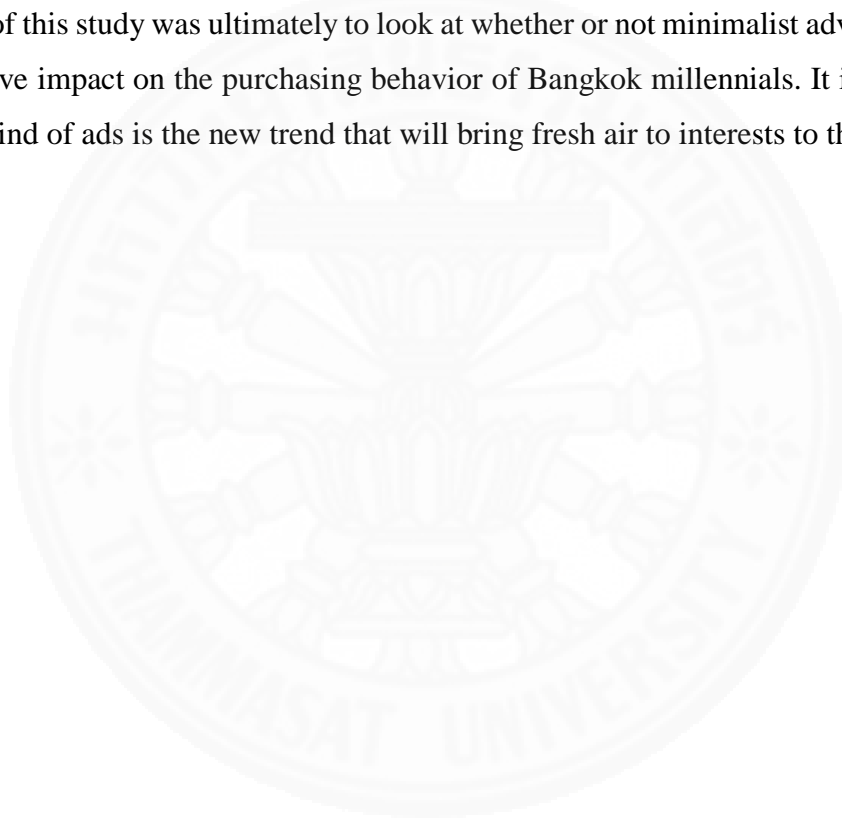 of this study was ultimately to look at whether or not minimalist adv
ve impact on the purchasing behavior of Bangkok millennials. It i
ind of ads is the new trend that will bring fresh air to interests to th
THAMMASAT UNIVERSITY